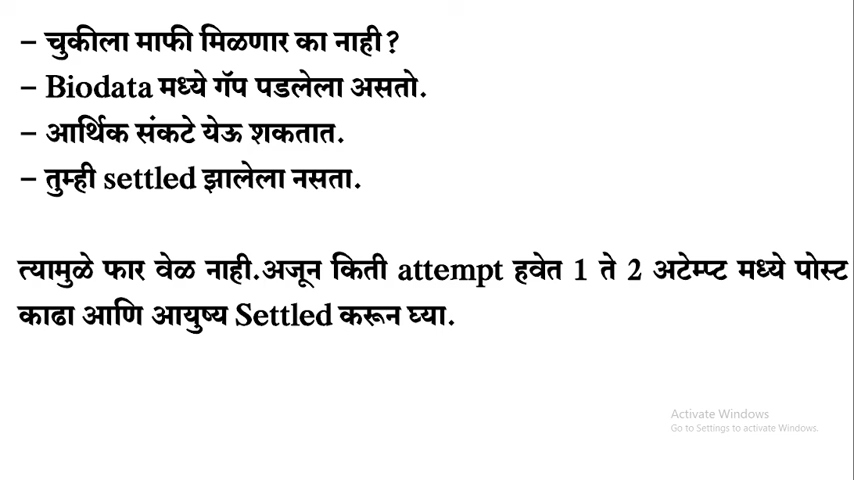 – चुकीला माफी मिळणार का नाही?
– Biodata मध्ये गॅप पडलेला असतो.
– आर्थिक संकटे येऊ शकतात.
– तुम्ही settled झालेला नसता.
त्यामुळे फार वेळ नाही.अजून किती attempt हवेत 1 ते 2 अटेम्प्ट मध्ये पोस्ट
काढा आणि आयुष्य Settled करून घ्या.
Activate Windows
Go to Settings to activate Windows.